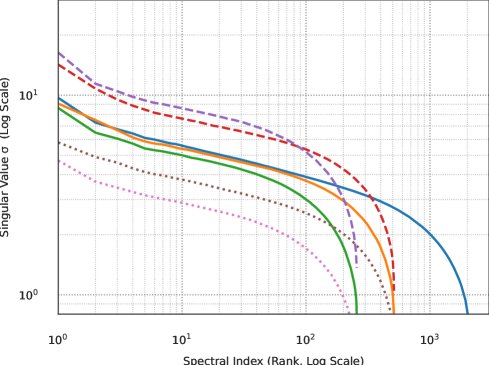 Singular Value σ (Log Scale)
10¹
10⁰
10⁰ 10¹ 10² 10³
Spectral Index (Rank, Log Scale)